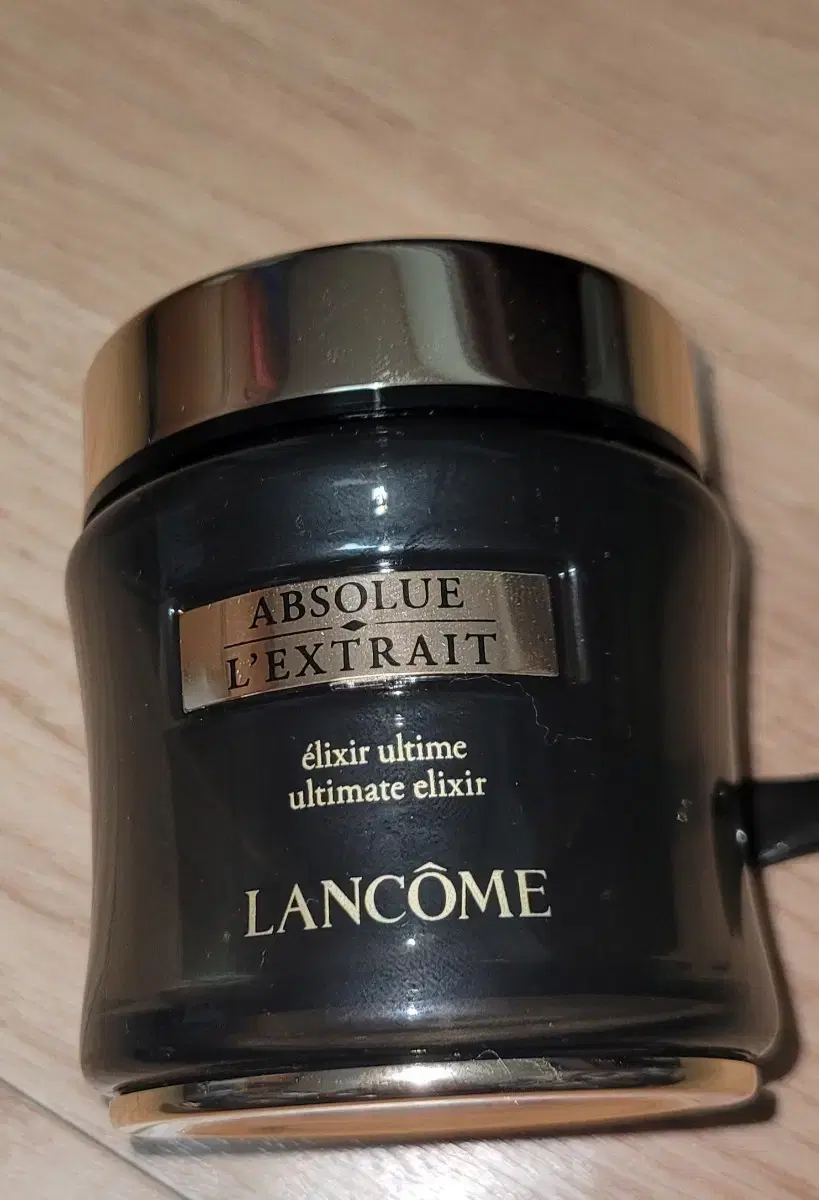 ABSOLUE
L'EXTRAIT
élixir ultime
ultimate elixir
LANCÔME